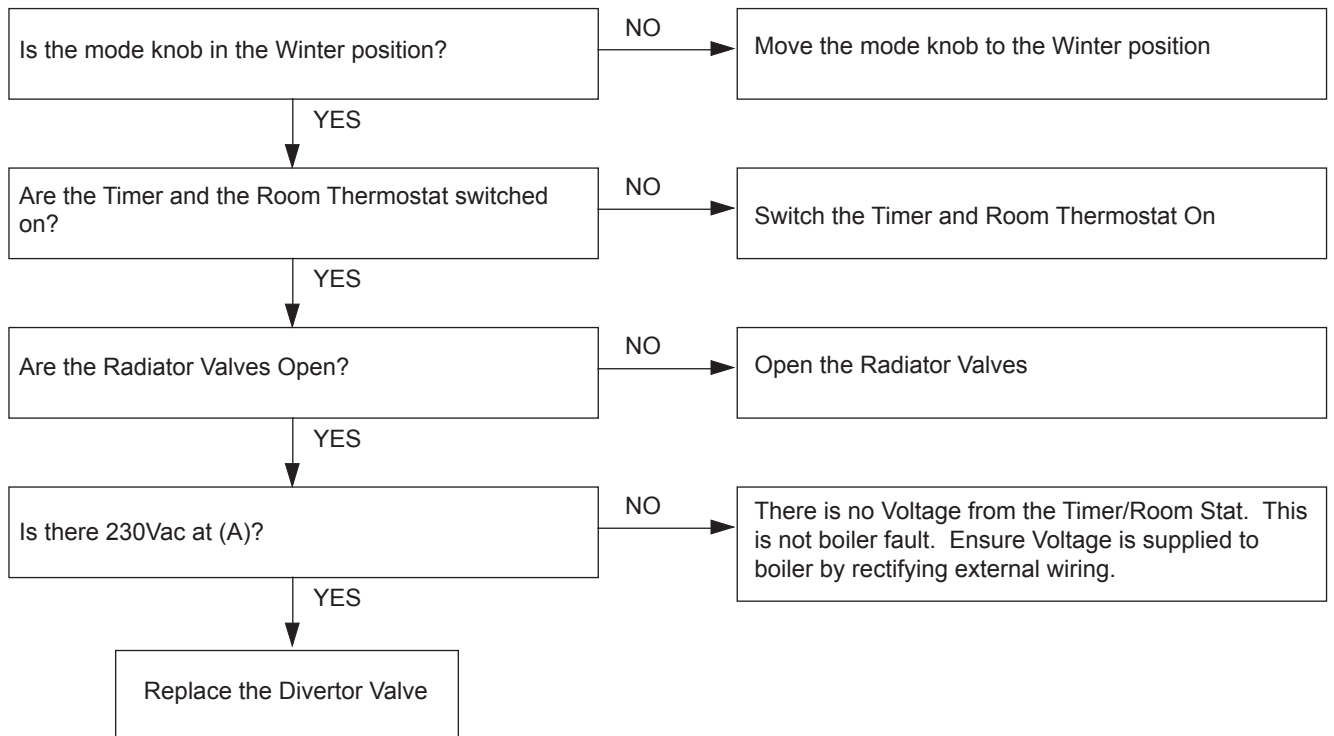 Is the mode knob in the Winter position?
NO
Move the mode knob to the Winter position
YES
Are the Timer and the Room Thermostat switched
on?
NO
Switch the Timer and Room Thermostat On
YES
Are the Radiator Valves Open?
NO
Open the Radiator Valves
YES
Is there 230Vac at (A)?
NO
There is no Voltage from the Timer/Room Stat.  This
is not boiler fault.  Ensure Voltage is supplied to
boiler by rectifying external wiring.
YES
Replace the Divertor Valve